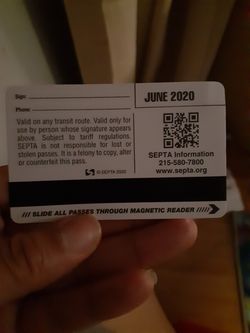 Sign:
Phone:
JUNE 2020
Valid on any transit route. Valid only for
use by person whose signature appears
above. Subject to tariff regulations.
SEPTA is not responsible for lost or
stolen passes. It is a felony to copy, alter
or counterfeit this pass.
© SEPTA 2020
SEPTA Information
215-580-7800
www.septa.org
/// SLIDE ALL PASSES THROUGH MAGNETIC READER ///